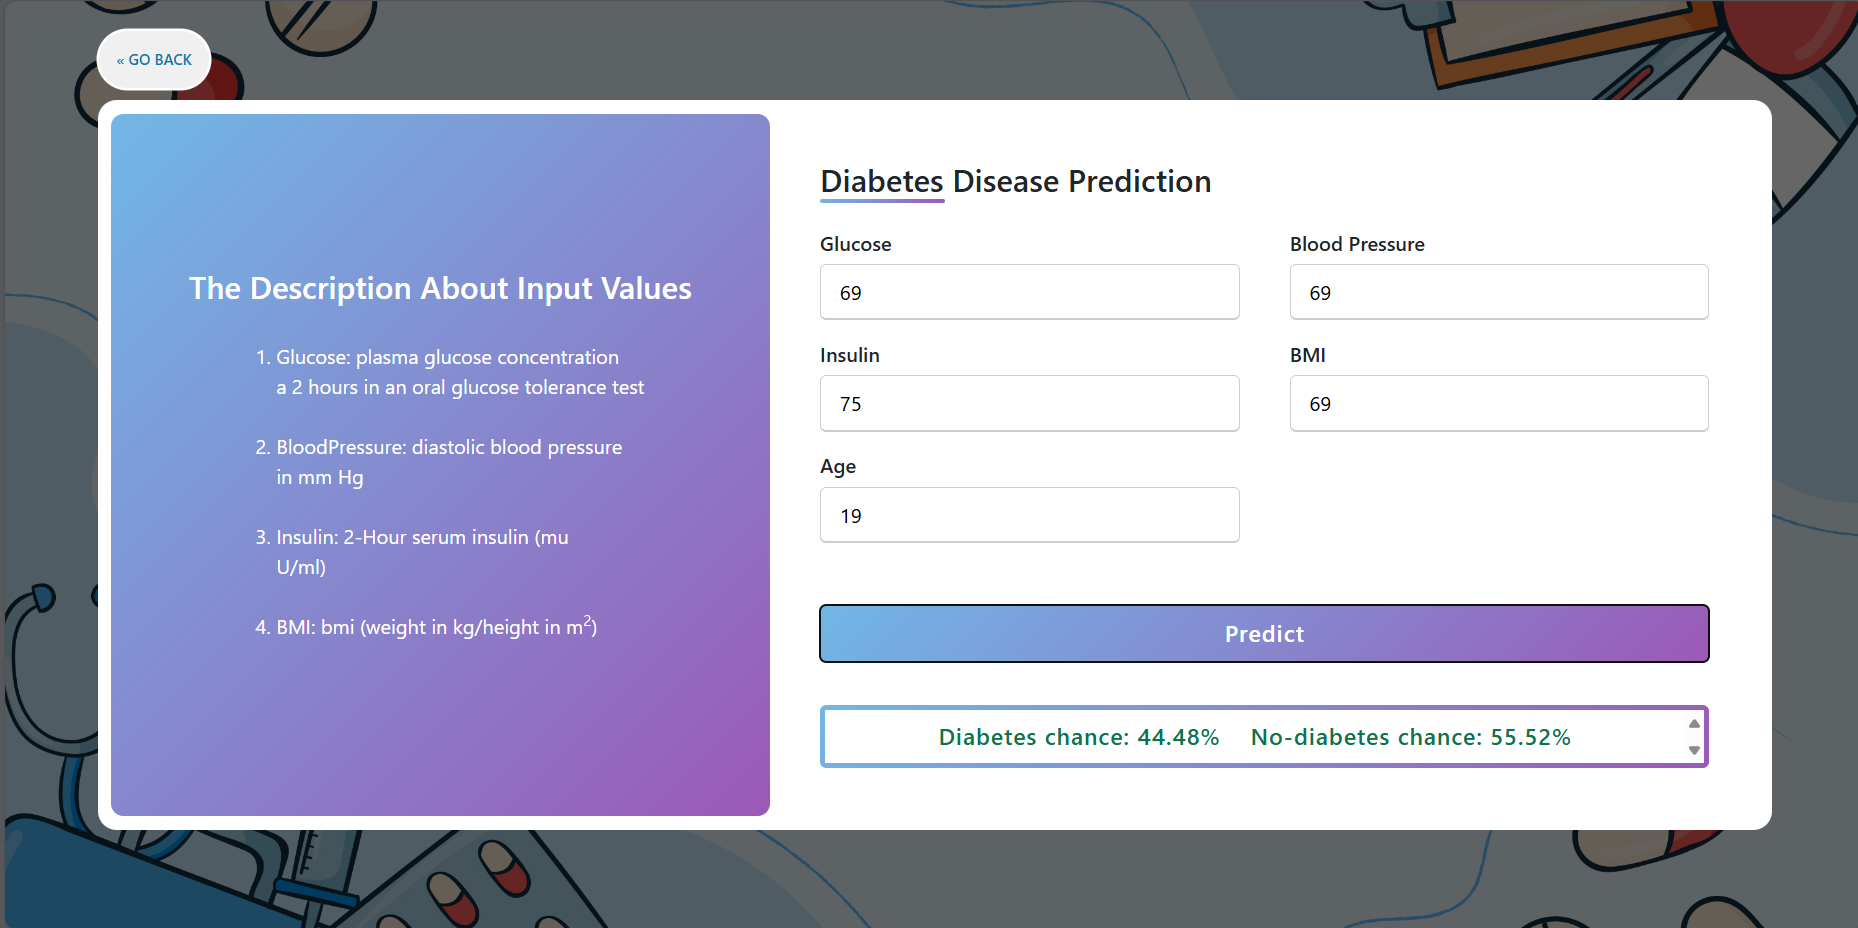 « GO BACK
The Description About Input Values
1. Glucose: plasma glucose concentration
a 2 hours in an oral glucose tolerance test
2. BloodPressure: diastolic blood pressure
in mm Hg
3. Insulin: 2-Hour serum insulin (mu
U/ml)
4. BMI: bmi (weight in kg/height in m²)
Diabetes Disease Prediction
Glucose
69
Blood Pressure
69
Insulin
75
BMI
69
Age
19
Predict
Diabetes chance: 44.48% No-diabetes chance: 55.52%